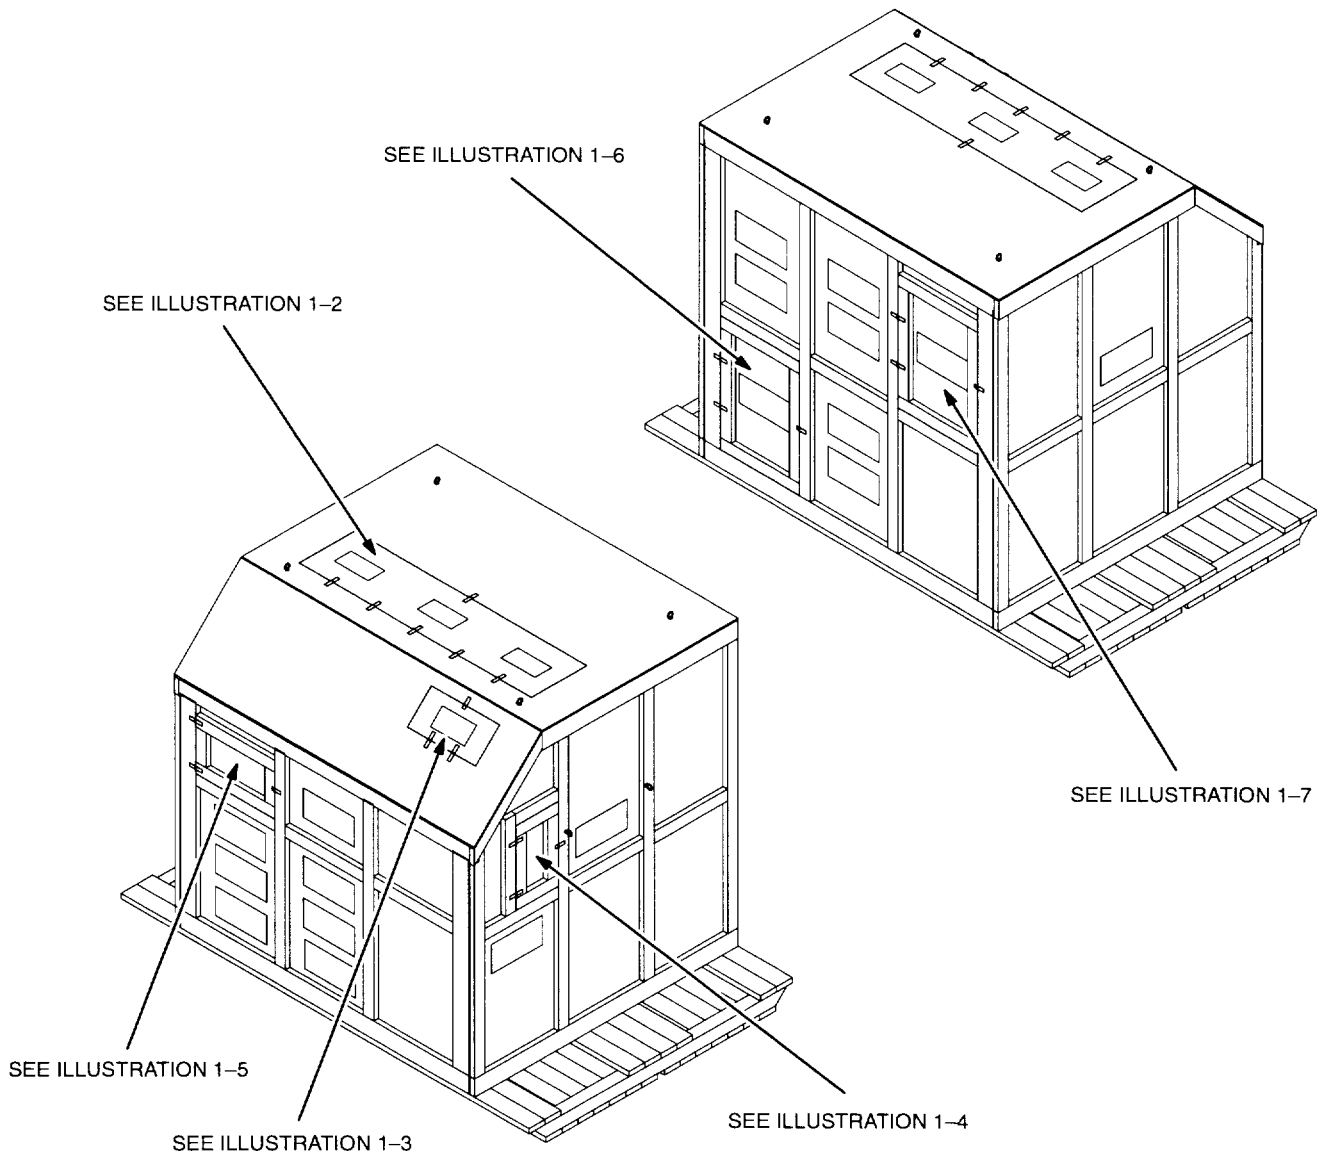 SEE ILLUSTRATION 1–6
SEE ILLUSTRATION 1–2
SEE ILLUSTRATION 1–7
SEE ILLUSTRATION 1–5
SEE ILLUSTRATION 1–4
SEE ILLUSTRATION 1–3